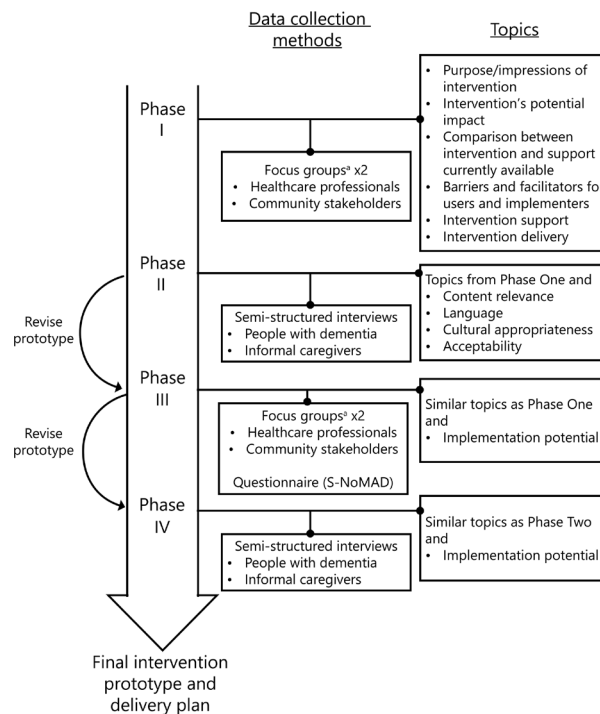 Data collection
methods
Topics
Phase
I
Focus groupsᵃ x2
• Healthcare professionals
• Community stakeholders
• Purpose/impressions of
intervention
• Intervention's potential
impact
• Comparison between
intervention and support
currently available
• Barriers and facilitators for
users and implementers
• Intervention support
• Intervention delivery
Phase
II
Semi-structured interviews
• People with dementia
• Informal caregivers
Topics from Phase One and
• Content relevance
• Language
• Cultural appropriateness
• Acceptability
Revise
prototype
Phase
III
Focus groupsᵃ x2
• Healthcare professionals
• Community stakeholders
Questionnaire (S-NoMAD)
Similar topics as Phase One
and
• Implementation potential
Revise
prototype
Phase
IV
Semi-structured interviews
• People with dementia
• Informal caregivers
Similar topics as Phase Two
and
• Implementation potential
Final intervention
prototype and
delivery plan